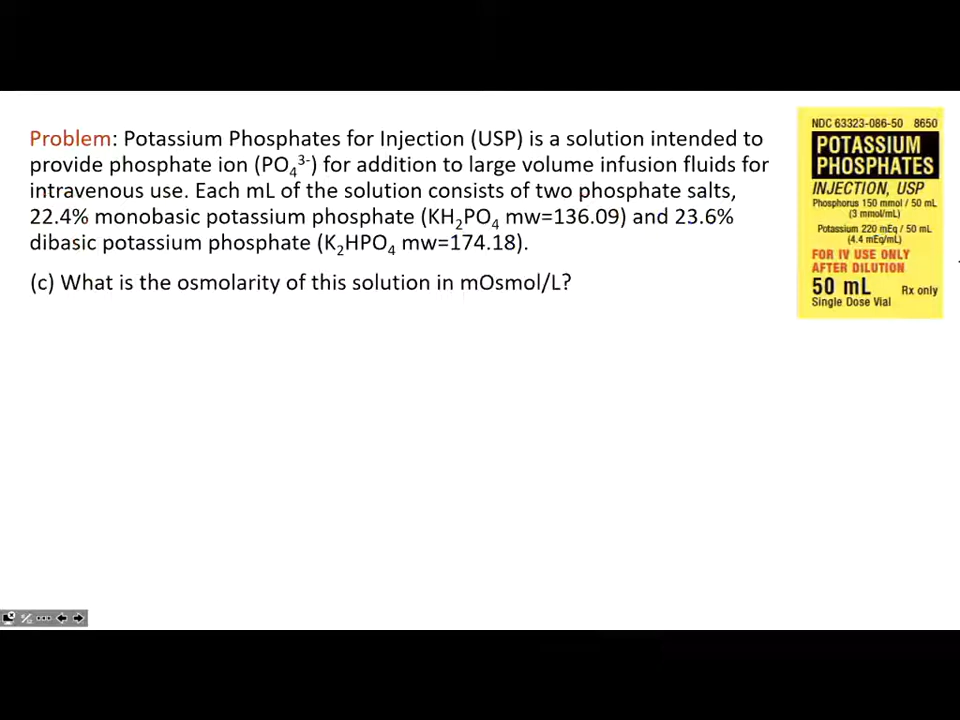 Problem: Potassium Phosphates for Injection (USP) is a solution intended to
provide phosphate ion (PO₄³⁻) for addition to large volume infusion fluids for
intravenous use. Each mL of the solution consists of two phosphate salts,
22.4% monobasic potassium phosphate (KH₂PO₄ mw=136.09) and 23.6%
dibasic potassium phosphate (K₂HPO₄ mw=174.18).
(c) What is the osmolarity of this solution in mOsmol/L?
NDC 63323-086-50 8650
POTASSIUM
PHOSPHATES
INJECTION, USP
Phosphorus 150 mmol / 50 mL
(3 mmol/mL)
Potassium 220 mEq / 50 mL
(4.4 mEq/mL)
FOR IV USE ONLY
AFTER DILUTION
50 mL Rx only
Single Dose Vial